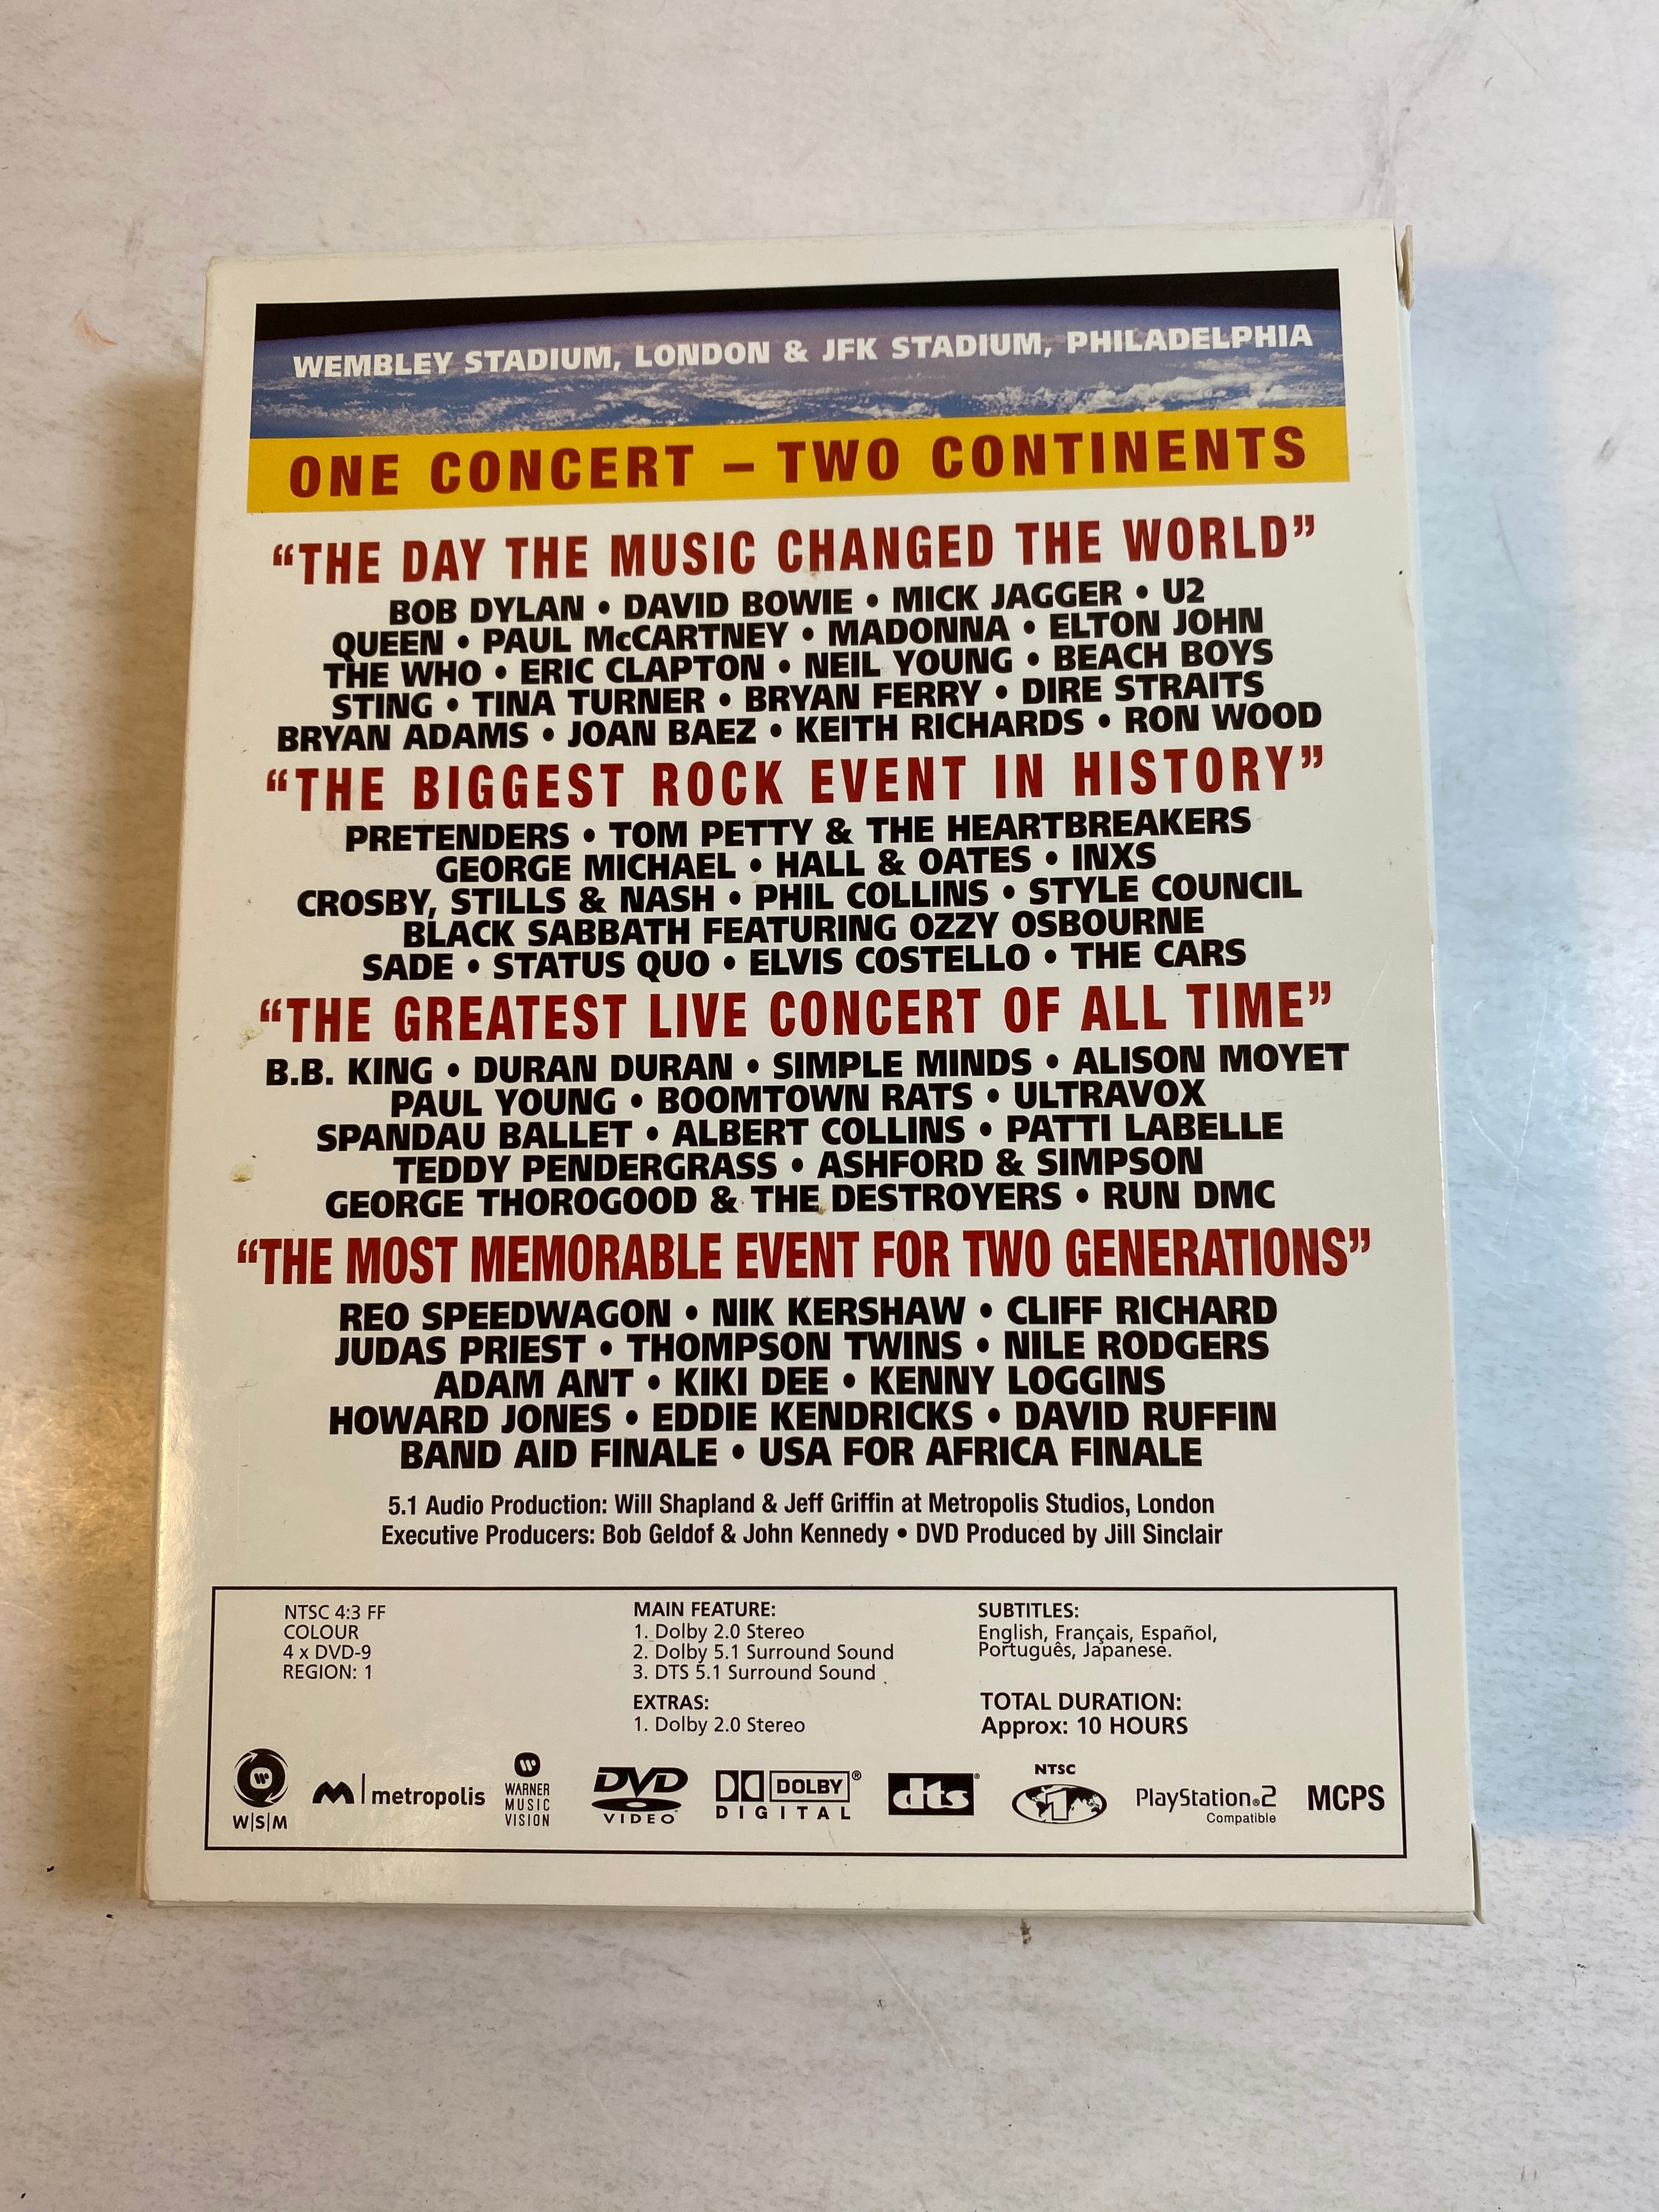 WEMBLEY STADIUM, LONDON & JFK STADIUM, PHILADELPHIA
ONE CONCERT – TWO CONTINENTS
“THE DAY THE MUSIC CHANGED THE WORLD”
BOB DYLAN • DAVID BOWIE • MICK JAGGER • U2
QUEEN • PAUL McCARTNEY • MADONNA • ELTON JOHN
THE WHO • ERIC CLAPTON • NEIL YOUNG • BEACH BOYS
STING • TINA TURNER • BRYAN FERRY • DIRE STRAITS
BRYAN ADAMS • JOAN BAEZ • KEITH RICHARDS • RON WOOD
“THE BIGGEST ROCK EVENT IN HISTORY”
PRETENDERS • TOM PETTY & THE HEARTBREAKERS
GEORGE MICHAEL • HALL & OATES • INXS
CROSBY, STILLS & NASH • PHIL COLLINS • STYLE COUNCIL
BLACK SABBATH FEATURING OZZY OSBOURNE
SADE • STATUS QUO • ELVIS COSTELLO • THE CARS
“THE GREATEST LIVE CONCERT OF ALL TIME”
B.B. KING • DURAN DURAN • SIMPLE MINDS • ALISON MOYET
PAUL YOUNG • BOOMTOWN RATS • ULTRAVOX
SPANDAU BALLET • ALBERT COLLINS • PATTI LABELLE
TEDDY PENDERGRASS • ASHFORD & SIMPSON
GEORGE THOROGOOD & THE DESTROYERS • RUN DMC
“THE MOST MEMORABLE EVENT FOR TWO GENERATIONS”
REO SPEEDWAGON • NIK KERSHAW • CLIFF RICHARD
JUDAS PRIEST • THOMPSON TWINS • NILE RODGERS
ADAM ANT • KIKI DEE • KENNY LOGGINS
HOWARD JONES • EDDIE KENDRICKS • DAVID RUFFIN
BAND AID FINALE • USA FOR AFRICA FINALE
5.1 Audio Production: Will Shapland & Jeff Griffin at Metropolis Studios, London
Executive Producers: Bob Geldof & John Kennedy • DVD Produced by Jill Sinclair
NTSC 4:3 FF
COLOUR
4 x DVD-9
REGION: 1
MAIN FEATURE:
1. Dolby 2.0 Stereo
2. Dolby 5.1 Surround Sound
3. DTS 5.1 Surround Sound
EXTRAS:
1. Dolby 2.0 Stereo
SUBTITLES:
English, Français, Español,
Português, Japanese.
TOTAL DURATION:
Approx: 10 HOURS
W|S|M
metropolis
WARNER
MUSIC
VISION
DVD
VIDEO
DOLBY®
DIGITAL
dts®
NTSC
1
PlayStation®2
Compatible
MCPS